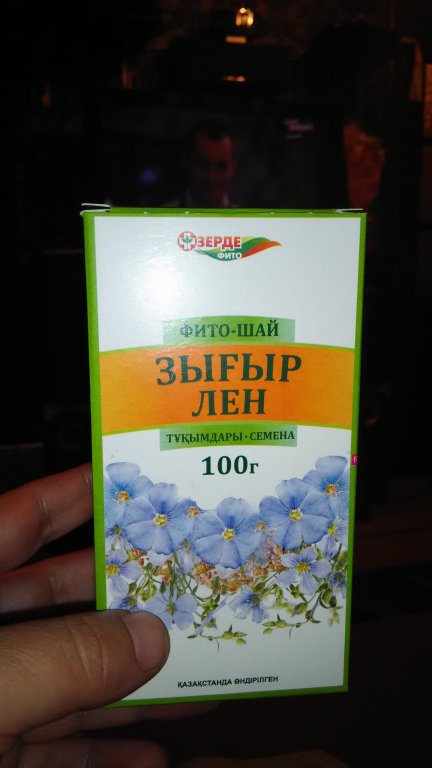 ЗЕРДЕ
ФИТО
ФИТО-ШАЙ
ЗЫҒЫР
ЛЕН
ТҰҚЫМДАРЫ·СЕМЕНА
100г
ҚАЗАҚСТАНДА ӨНДІРІЛГЕН